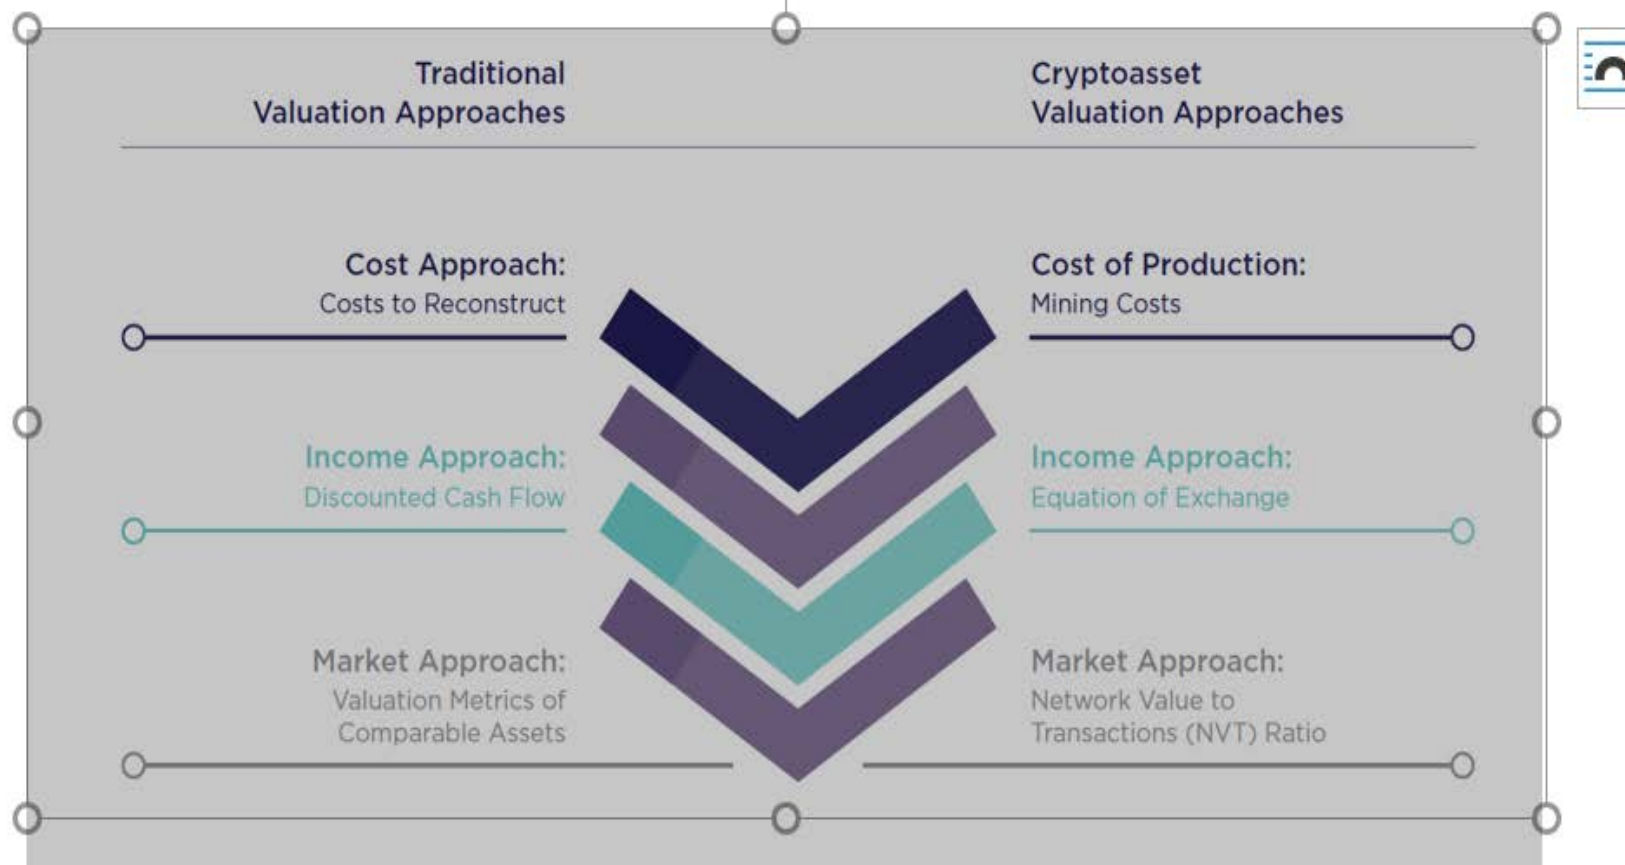 Traditional
Valuation Approaches
Cryptoasset
Valuation Approaches
Cost Approach:
Costs to Reconstruct
Cost of Production:
Mining Costs
Income Approach:
Discounted Cash Flow
Income Approach:
Equation of Exchange
Market Approach:
Valuation Metrics of
Comparable Assets
Market Approach:
Network Value to
Transactions (NVT) Ratio